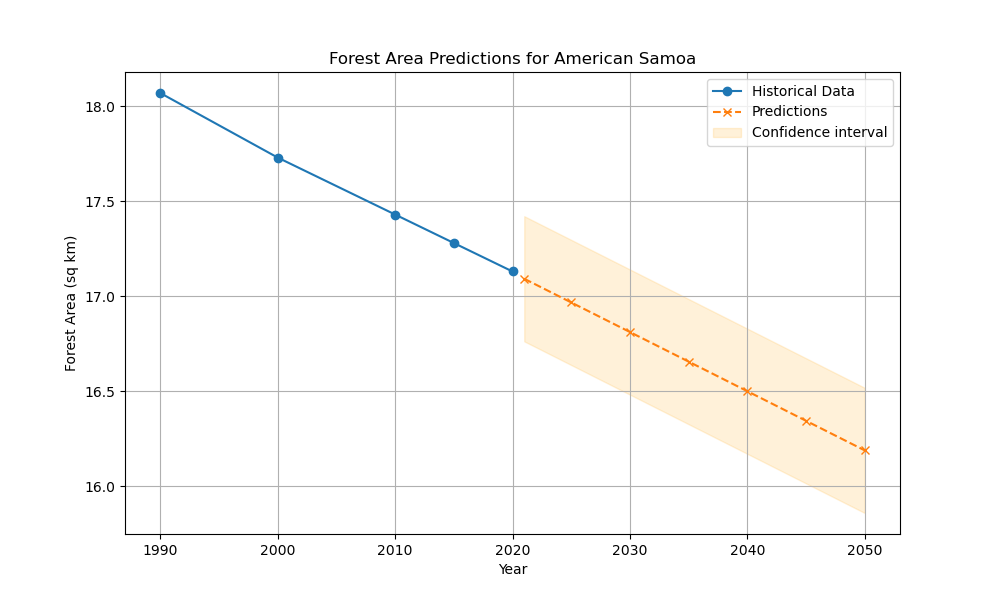 Forest Area Predictions for American Samoa
Historical Data
Predictions
Confidence interval
Forest Area (sq km)
18.0
17.5
17.0
16.5
16.0
1990 2000 2010 2020 2030 2040 2050
Year